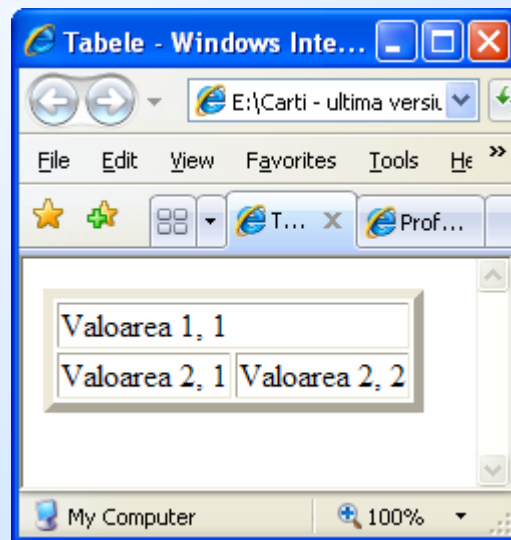 Tabele - Windows Inte...
E:\Carti - ultima versiu
File Edit View Favorites Tools He »
T... X Prof...
Valoarea 1, 1
Valoarea 2, 1 Valoarea 2, 2
My Computer 100%